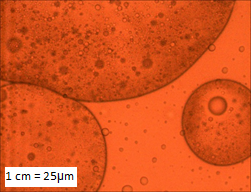 1 cm = 25µm